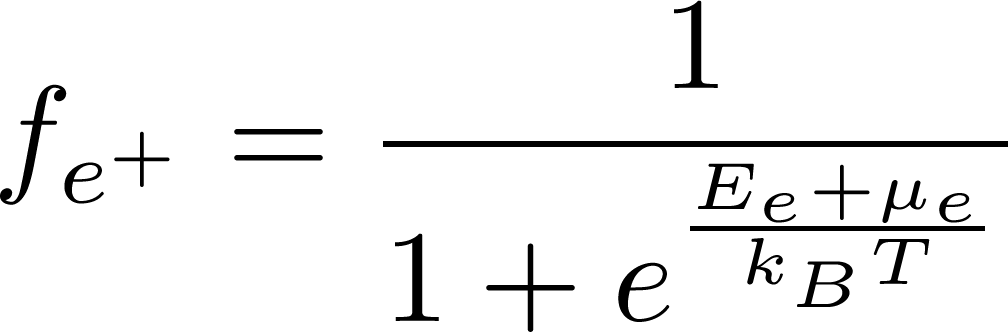 f_{e^+} = \frac{1}{1 + e^{\frac{E_e + \mu_e}{k_B T}}}